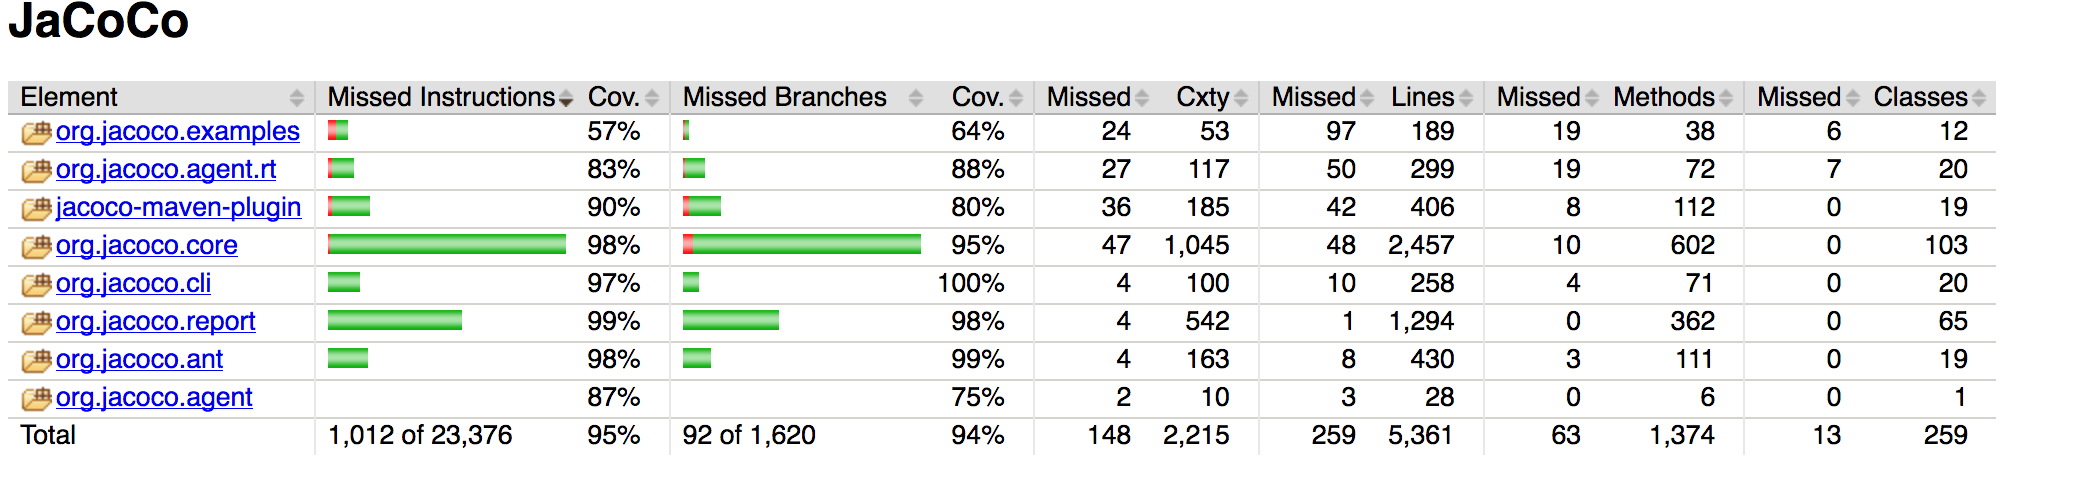 JaCoCo
Element Missed Instructions Cov. Missed Branches Cov. Missed Cxty Missed Lines Missed Methods Missed Classes
org.jacoco.examples 57% 64% 24 53 97 189 19 38 6 12
org.jacoco.agent.rt 83% 88% 27 117 50 299 19 72 7 20
jacoco-maven-plugin 90% 80% 36 185 42 406 8 112 0 19
org.jacoco.core 98% 95% 47 1,045 48 2,457 10 602 0 103
org.jacoco.cli 97% 100% 4 100 10 258 4 71 0 20
org.jacoco.report 99% 98% 4 542 1 1,294 0 362 0 65
org.jacoco.ant 98% 99% 4 163 8 430 3 111 0 19
org.jacoco.agent 87% 75% 2 10 3 28 0 6 0 1
Total 1,012 of 23,376 95% 92 of 1,620 94% 148 2,215 259 5,361 63 1,374 13 259